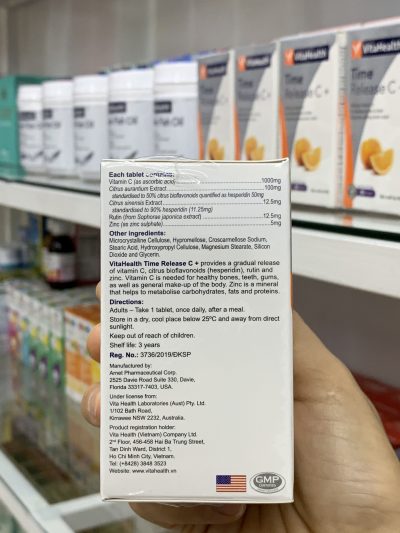 VitaHealth
Time
Release C +
VitaHealth
Time
Release C +
Each tablet contains:
Vitamin C (as ascorbic acid) 1000mg
Citrus aurantium Extract 100mg
standardised to 50% citrus bioflavonoids quantified as hesperidin 50mg
Citrus sinensis Extract 12.5mg
standardised to 90% hesperidin (11.25mg)
Rutin (from Sophorae japonica extract) 12.5mg
Zinc (as zinc sulphate) 5mg
Other ingredients:
Microcrystalline Cellulose, Hypromellose, Croscarmellose Sodium,
Stearic Acid, Hydroxypropyl Cellulose, Magnesium Stearate, Silicon
Dioxide and Glycerin.
VitaHealth Time Release C + provides a gradual release
of vitamin C, citrus bioflavonoids (hesperidin), rutin and
zinc. Vitamin C is needed for healthy bones, teeth, gums,
as well as general make-up of the body. Zinc is a mineral
that helps to metabolise carbohydrates, fats and proteins.
Directions:
Adults – Take 1 tablet, once daily, after a meal.
Store in a dry, cool place below 25ºC and away from direct
sunlight.
Keep out of reach of children.
Shelf life: 3 years
Reg. No.: 3736/2019/ĐKSP
Manufactured by:
Arnet Pharmaceutical Corp.
2525 Davie Road Suite 330, Davie,
Florida 33317-7403, USA.
Under license from:
Vita Health Laboratories (Aust) Pty. Ltd.
1/102 Bath Road,
Kirrawee NSW 2232, Australia.
Product registration holder:
Vita Health (Vietnam) Company Ltd.
2nd Floor, 456-458 Hai Ba Trung Street,
Tan Dinh Ward, District 1,
Ho Chi Minh City, Vietnam
Tel: (+8428) 3848 3523
Website: www.vitahealth.vn
GMP